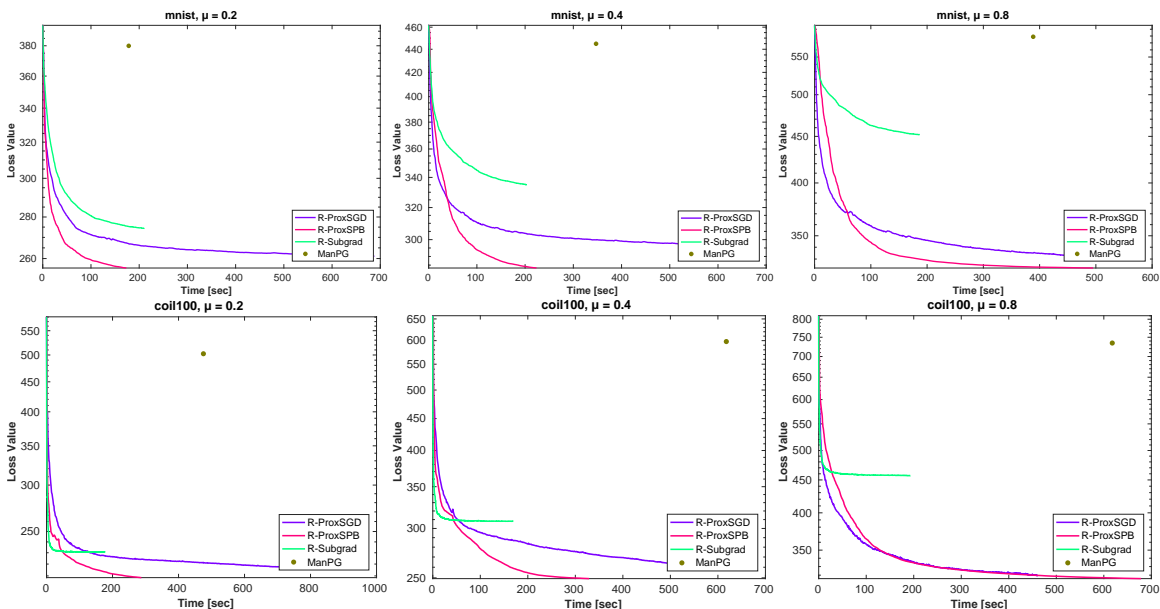 mnist, μ = 0.2
Loss Value
380
360
340
320
300
280
260
0 100 200 300 400 500 600 700
Time [sec]
R-ProxSGD
R-ProxSPB
R-Subgrad
ManPG
mnist, μ = 0.4
Loss Value
460
440
420
400
380
360
340
320
300
0 100 200 300 400 500 600 700
Time [sec]
R-ProxSGD
R-ProxSPB
R-Subgrad
ManPG
mnist, μ = 0.8
Loss Value
550
500
450
400
350
0 100 200 300 400 500 600
Time [sec]
R-ProxSGD
R-ProxSPB
R-Subgrad
ManPG
coil100, μ = 0.2
Loss Value
550
500
450
400
350
300
250
0 200 400 600 800 1000
Time [sec]
R-ProxSGD
R-ProxSPB
R-Subgrad
ManPG
coil100, μ = 0.4
Loss Value
650
600
550
500
450
400
350
300
250
0 100 200 300 400 500 600 700
Time [sec]
R-ProxSGD
R-ProxSPB
R-Subgrad
ManPG
coil100, μ = 0.8
Loss Value
800
750
700
650
600
550
500
450
400
350
0 100 200 300 400 500 600 700
Time [sec]
R-ProxSGD
R-ProxSPB
R-Subgrad
ManPG